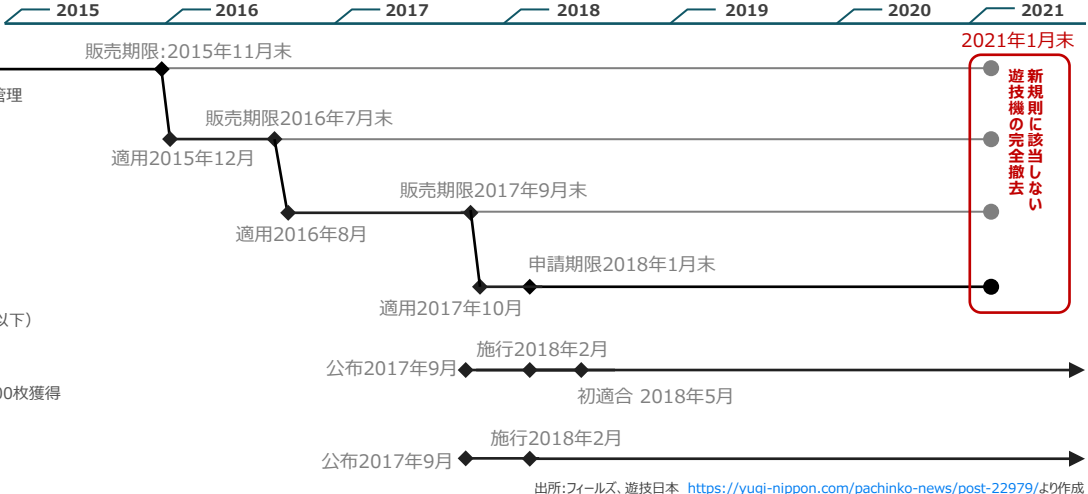 2015 2016 2017 2018 2019 2020 2021
2021年1月末
販売期限:2015年11月末
管理
販売期限2016年7月末
適用2015年12月
販売期限2017年9月末
適用2016年8月
申請期限2018年1月末
適用2017年10月
新規則に該当しない
遊技機の完全撤去
以下）
施行2018年2月
公布2017年9月
00枚獲得
初適合 2018年5月
施行2018年2月
公布2017年9月
出所:フィールズ、遊技日本 https://yugi-nippon.com/pachinko-news/post-22979/より作成